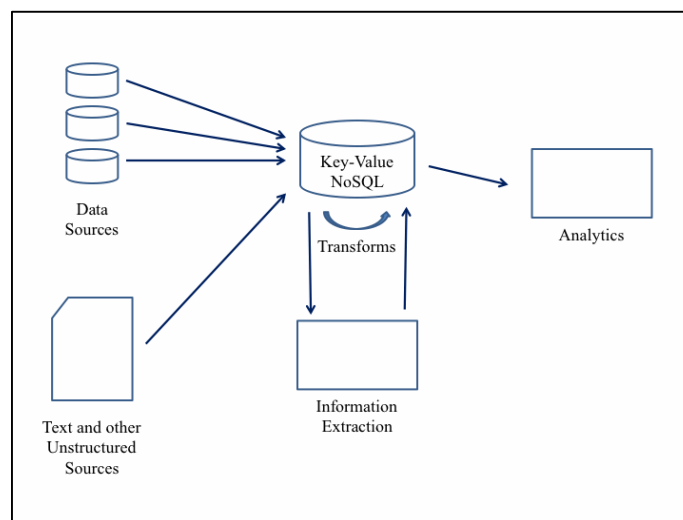 Data
Sources
Key-Value
NoSQL
Transforms
Analytics
Text and other
Unstructured
Sources
Information
Extraction